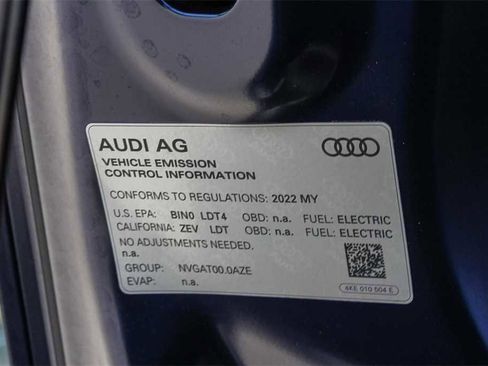 AUDI AG
VEHICLE EMISSION
CONTROL INFORMATION
CONFORMS TO REGULATIONS: 2022 MY
U.S. EPA: BIN0 LDT4 OBD: n.a. FUEL: ELECTRIC
CALIFORNIA: ZEV LDT OBD: n.a. FUEL: ELECTRIC
NO ADJUSTMENTS NEEDED.
n.a.
GROUP: NVGAT00.0AZE
EVAP: n.a.
4KE 010 504 E